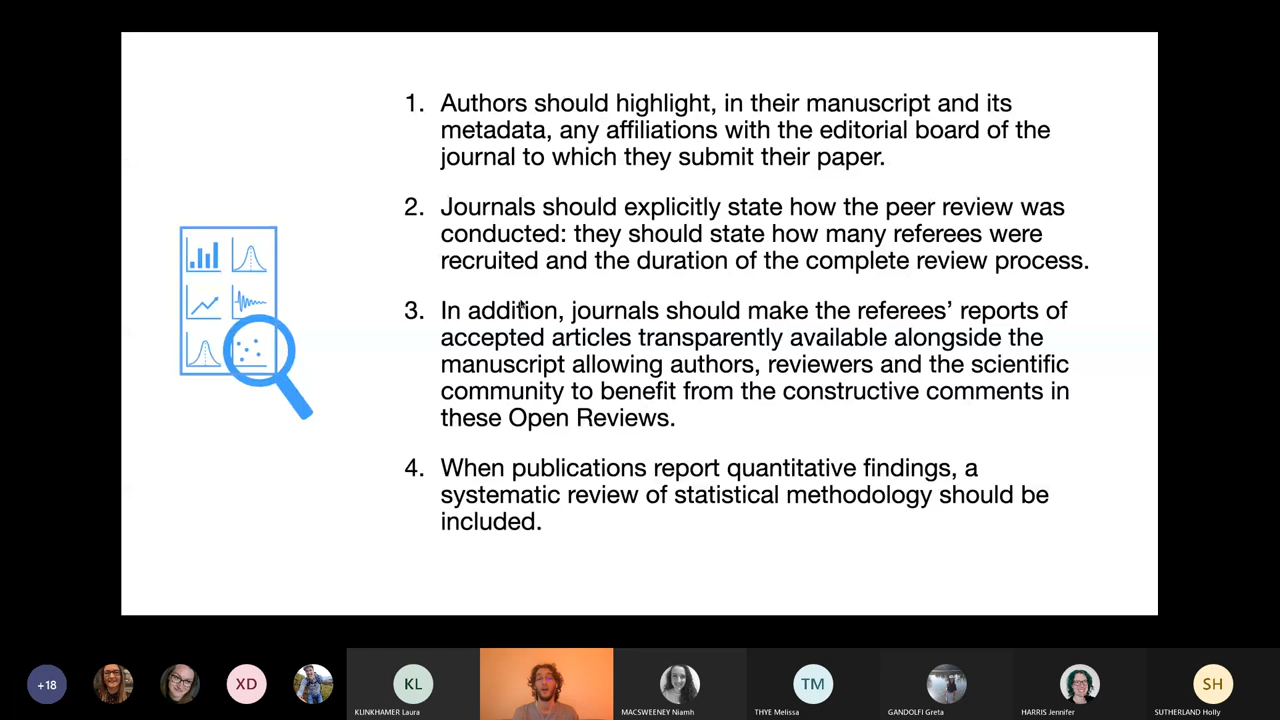 1. Authors should highlight, in their manuscript and its
metadata, any affiliations with the editorial board of the
journal to which they submit their paper.
2. Journals should explicitly state how the peer review was
conducted: they should state how many referees were
recruited and the duration of the complete review process.
3. In addition, journals should make the referees’ reports of
accepted articles transparently available alongside the
manuscript allowing authors, reviewers and the scientific
community to benefit from the constructive comments in
these Open Reviews.
4. When publications report quantitative findings, a
systematic review of statistical methodology should be
included.
+18
XD
KL
TM
SH
KLINKHAMER Laura
MACSWEENEY Niamh
THYE Melissa
GANDOLFI Greta
HARRIS Jennifer
SUTHERLAND Holly